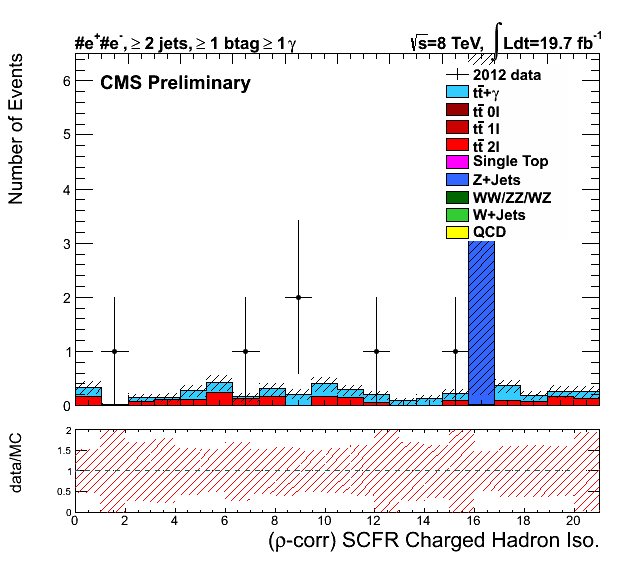 #e⁺#e⁻, ≥ 2 jets, ≥ 1 btag ≥ 1 γ
√s=8 TeV, ∫ Ldt=19.7 fb⁻¹
CMS Preliminary
2012 data
tt̄+γ
tt̄ 0l
tt̄ 1l
tt̄ 2l
Single Top
Z+Jets
WW/ZZ/WZ
W+Jets
QCD
Number of Events
6
5
4
3
2
1
0
data/MC
2
1.5
1
0.5
0
0 2 4 6 8 10 12 14 16 18 20
(ρ-corr) SCFR Charged Hadron Iso.